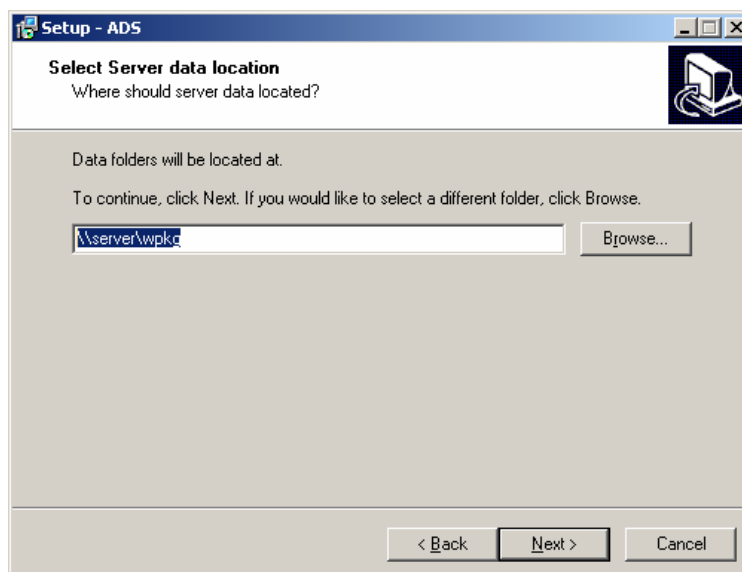 Setup - ADS
Select Server data location
Where should server data located?
Data folders will be located at.
To continue, click Next. If you would like to select a different folder, click Browse.
\\server\wpkg
Browse...
< Back
Next >
Cancel